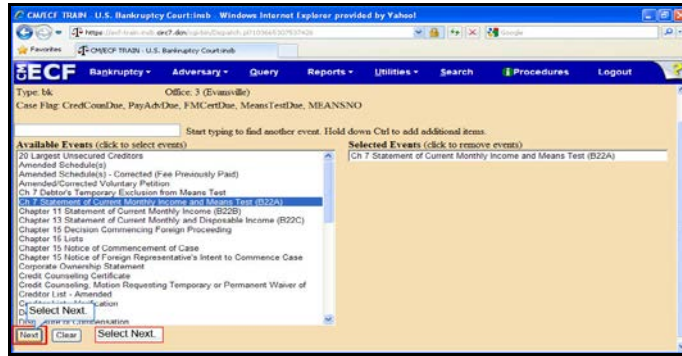 CM/ECF TRAIN - U.S. Bankruptcy Court:insb - Windows Internet Explorer provided by Yahoo!
Google
Favorites CM/ECF TRAIN - U.S. Bankruptcy Court:insb
ECF Bankruptcy Adversary Query Reports Utilities Search Procedures Logout
Type: bk Office: 3 (Evansville)
Case Flag: CredCounDue, PayAdvDue, FMCertDue, MeansTestDue, MEANSNO
Start typing to find another event. Hold down Ctrl to add additional items.
Available Events (click to select events) Selected Events (click to remove events)
20 Largest Unsecured Creditors Ch 7 Statement of Current Monthly Income and Means Test (B22A)
Amended Schedule(s)
Amended Schedule(s) - Corrected (Fee Previously Paid)
Amended/Corrected Voluntary Petition
Ch 7 Debtor's Temporary Exclusion from Means Test
Ch 7 Statement of Current Monthly Income and Means Test (B22A)
Chapter 11 Statement of Current Monthly Income (B22B)
Chapter 13 Statement of Current Monthly and Disposable Income (B22C)
Chapter 15 Decision Commencing Foreign Proceeding
Chapter 15 Lists
Chapter 15 Notice of Commencement of Case
Chapter 15 Notice of Foreign Representative's Intent to Commence Case
Corporate Ownership Statement
Credit Counseling Certificate
Credit Counseling, Motion Requesting Temporary or Permanent Waiver of
Creditor List - Amended
Select Next.
Next Clear Select Next.